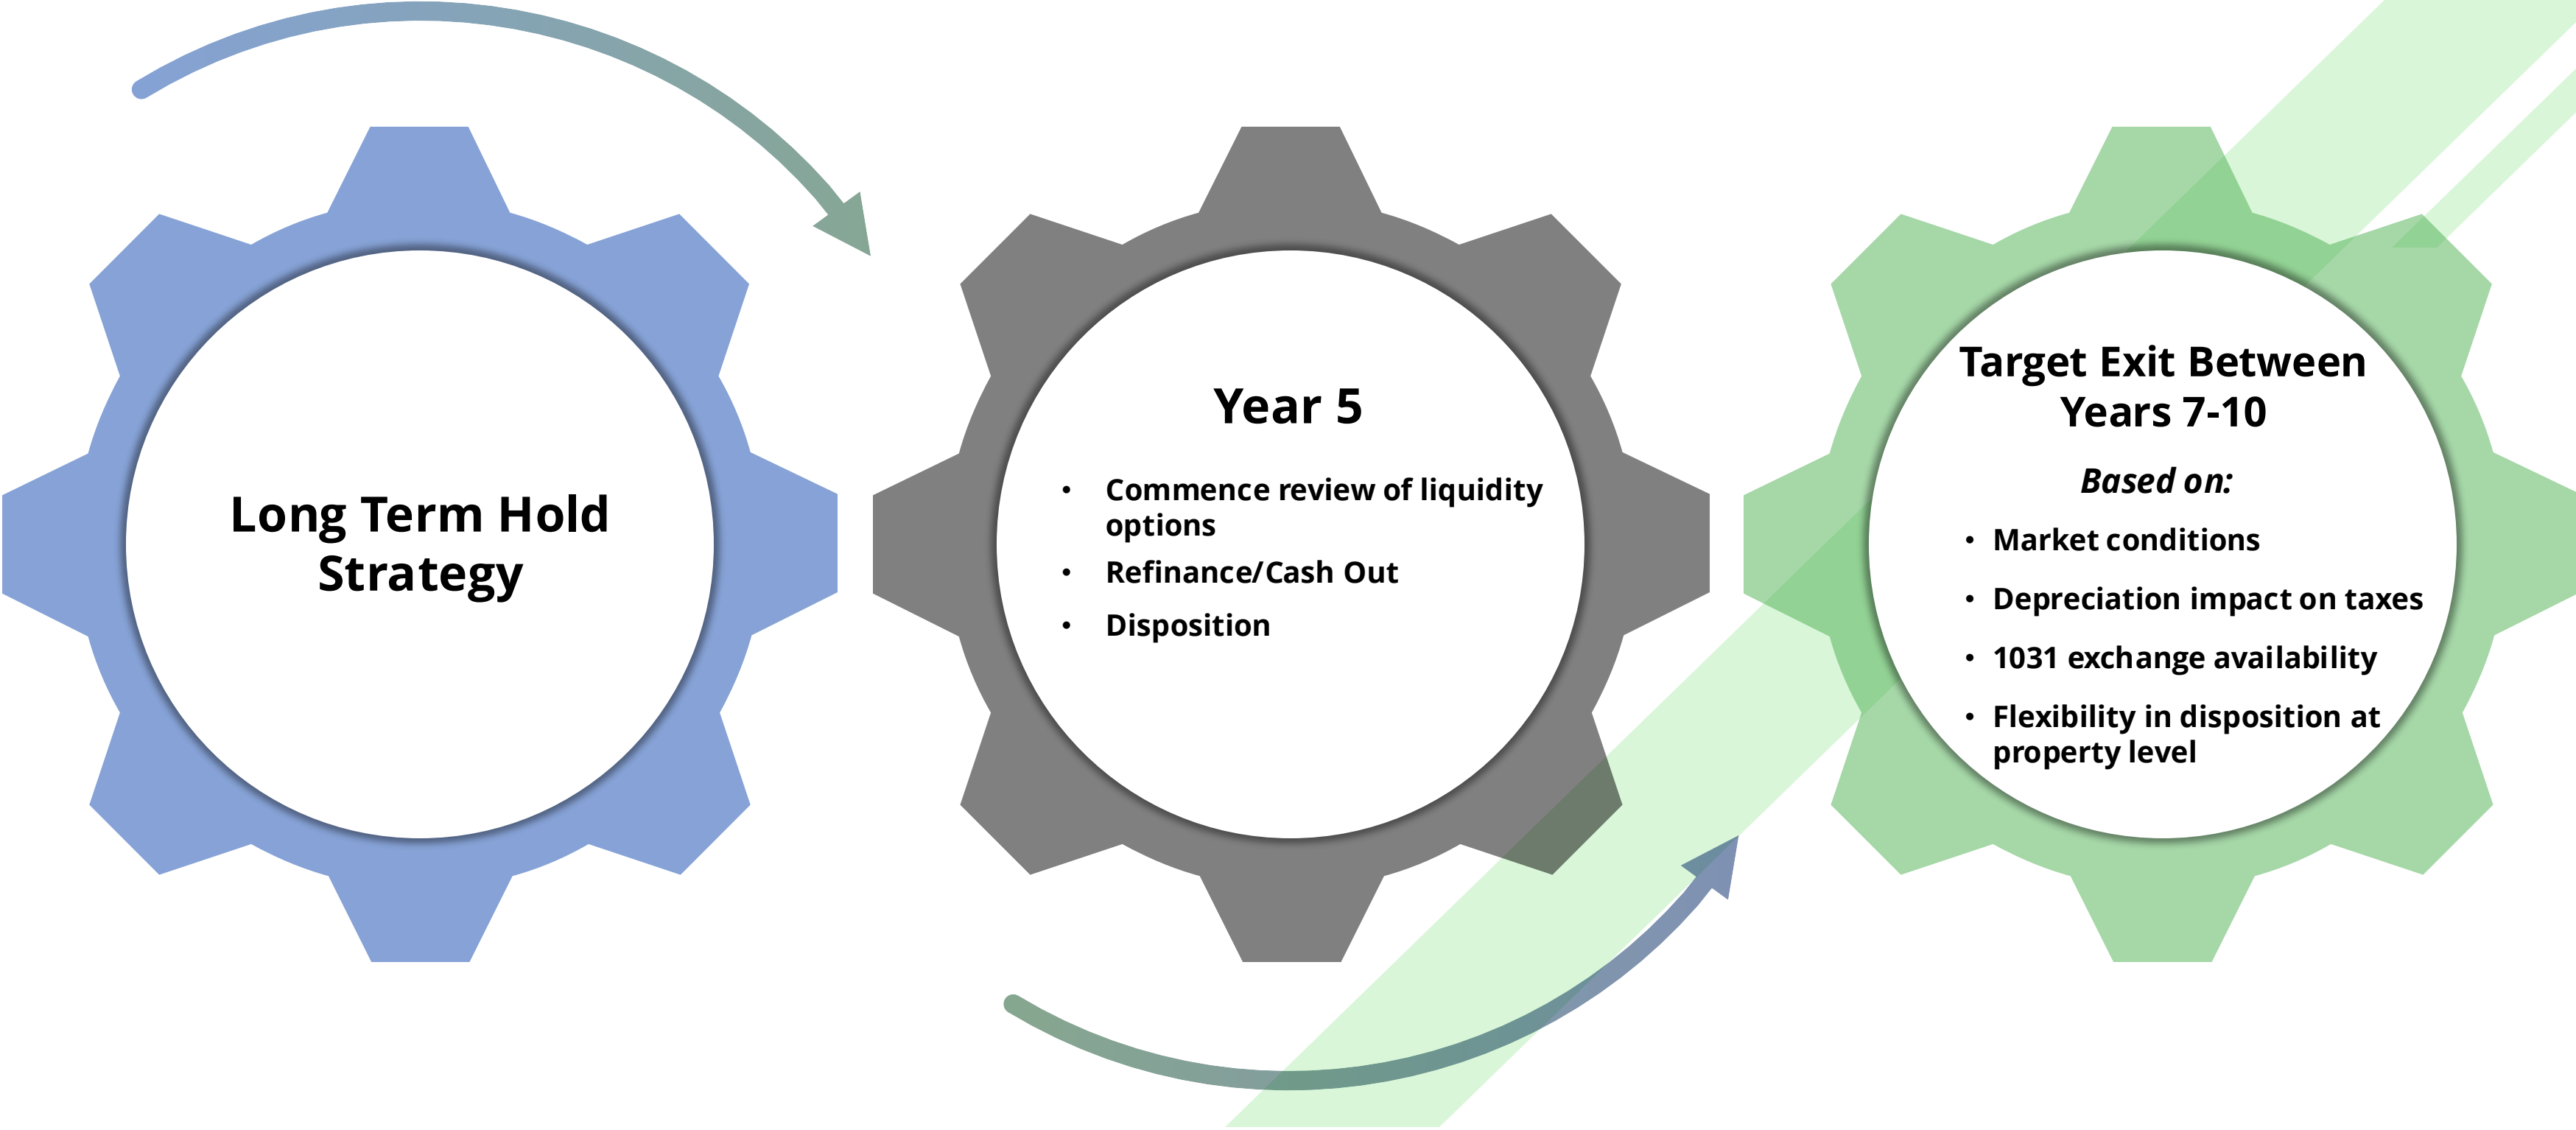 Long Term Hold
Strategy
Year 5
• Commence review of liquidity
options
• Refinance/Cash Out
• Disposition
Target Exit Between
Years 7-10
Based on:
• Market conditions
• Depreciation impact on taxes
• 1031 exchange availability
• Flexibility in disposition at
property level